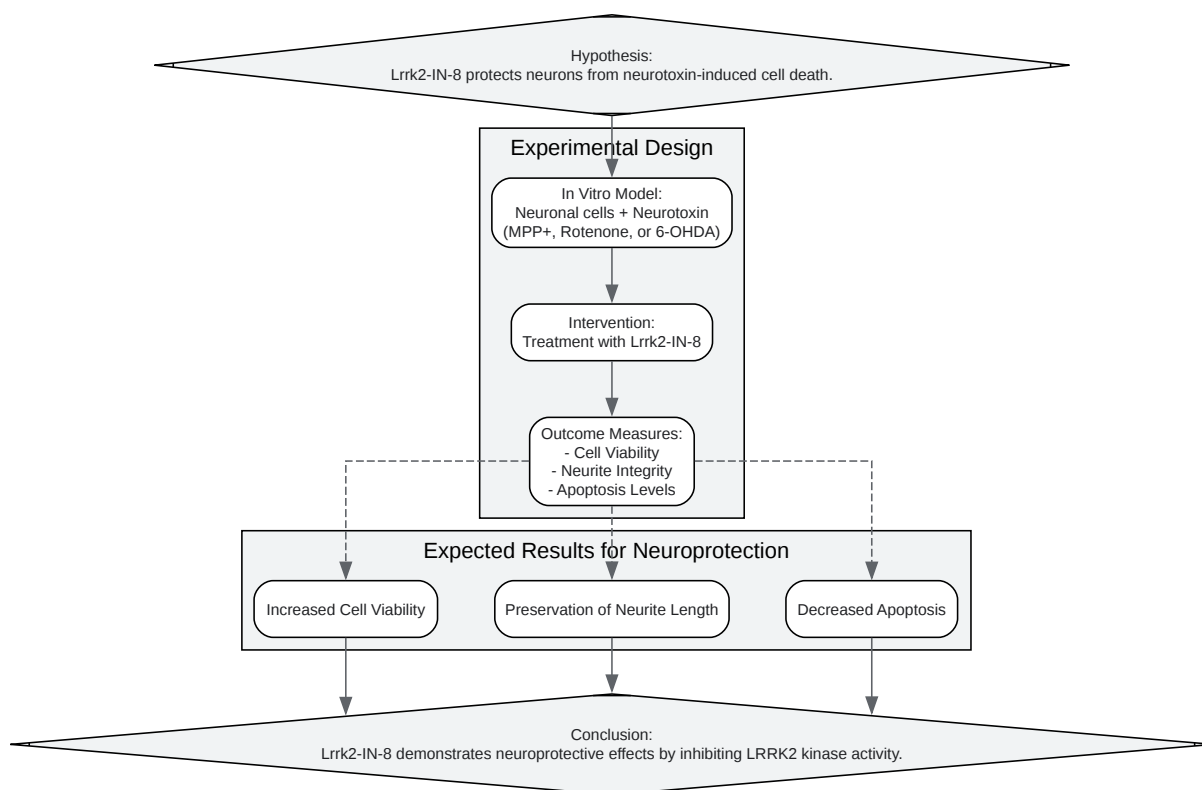 Hypothesis:
Lrrk2-IN-8 protects neurons from neurotoxin-induced cell death.
Experimental Design
In Vitro Model:
Neuronal cells + Neurotoxin
(MPP+, Rotenone, or 6-OHDA)
Intervention:
Treatment with Lrrk2-IN-8
Outcome Measures:
- Cell Viability
- Neurite Integrity
- Apoptosis Levels
Expected Results for Neuroprotection
Increased Cell Viability
Preservation of Neurite Length
Decreased Apoptosis
Conclusion:
Lrrk2-IN-8 demonstrates neuroprotective effects by inhibiting LRRK2 kinase activity.